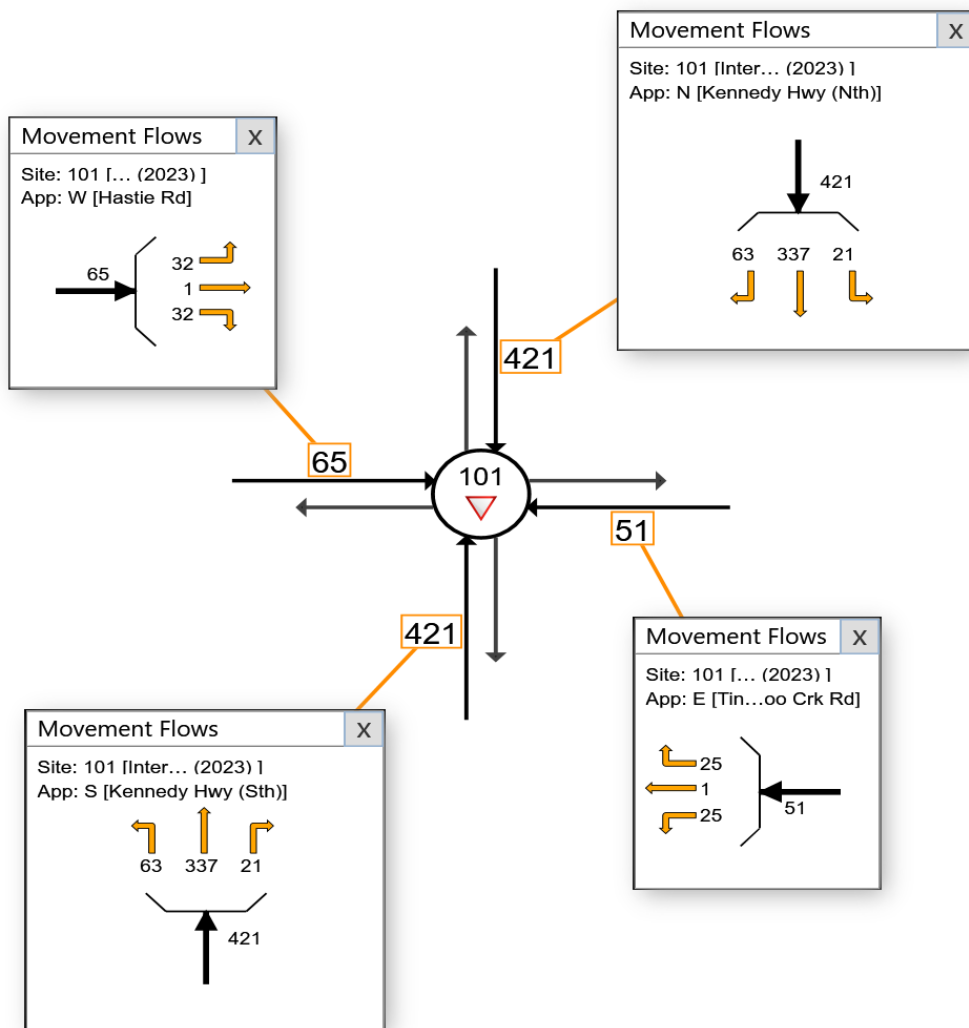 Movement Flows X
Site: 101 [Inter... (2023) ]
App: N [Kennedy Hwy (Nth)]
421
63 337 21
Movement Flows X
Site: 101 [... (2023) ]
App: W [Hastie Rd]
65
32
1
32
421
65
101
51
421
Movement Flows X
Site: 101 [... (2023) ]
App: E [Tin...oo Crk Rd]
25
1
25
51
Movement Flows X
Site: 101 [Inter... (2023) ]
App: S [Kennedy Hwy (Sth)]
63 337 21
421